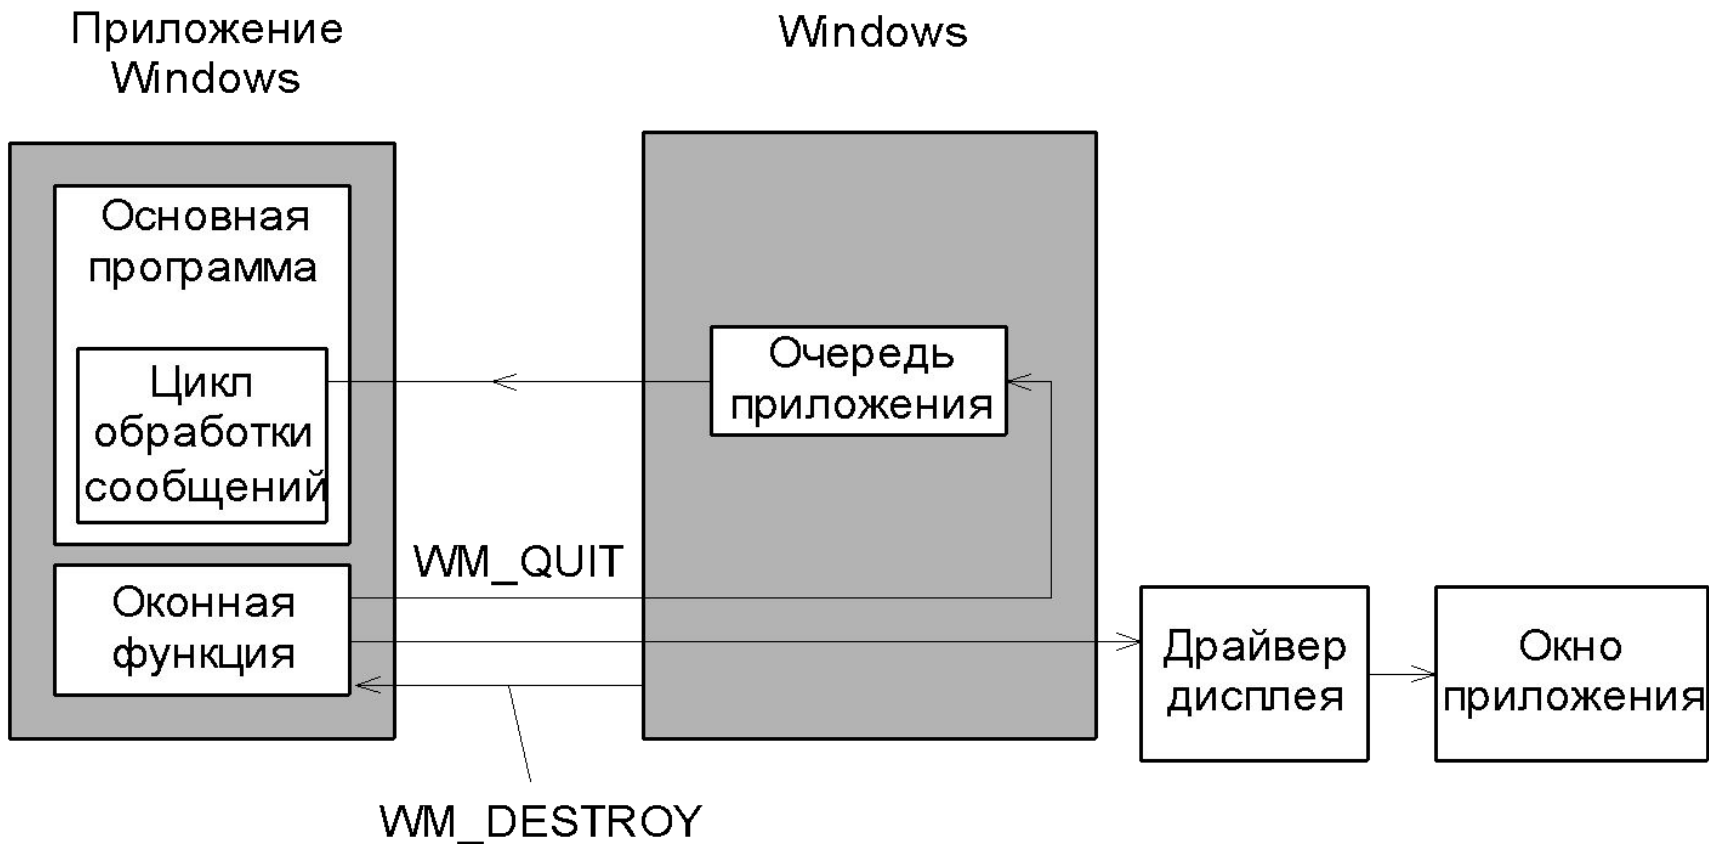 Приложение
Windows
Windows
Основная
программа
Цикл
обработки
сообщений
Очередь
приложения
WM_QUIT
Оконная
функция
Драйвер
дисплея
Окно
приложения
WM_DESTROY